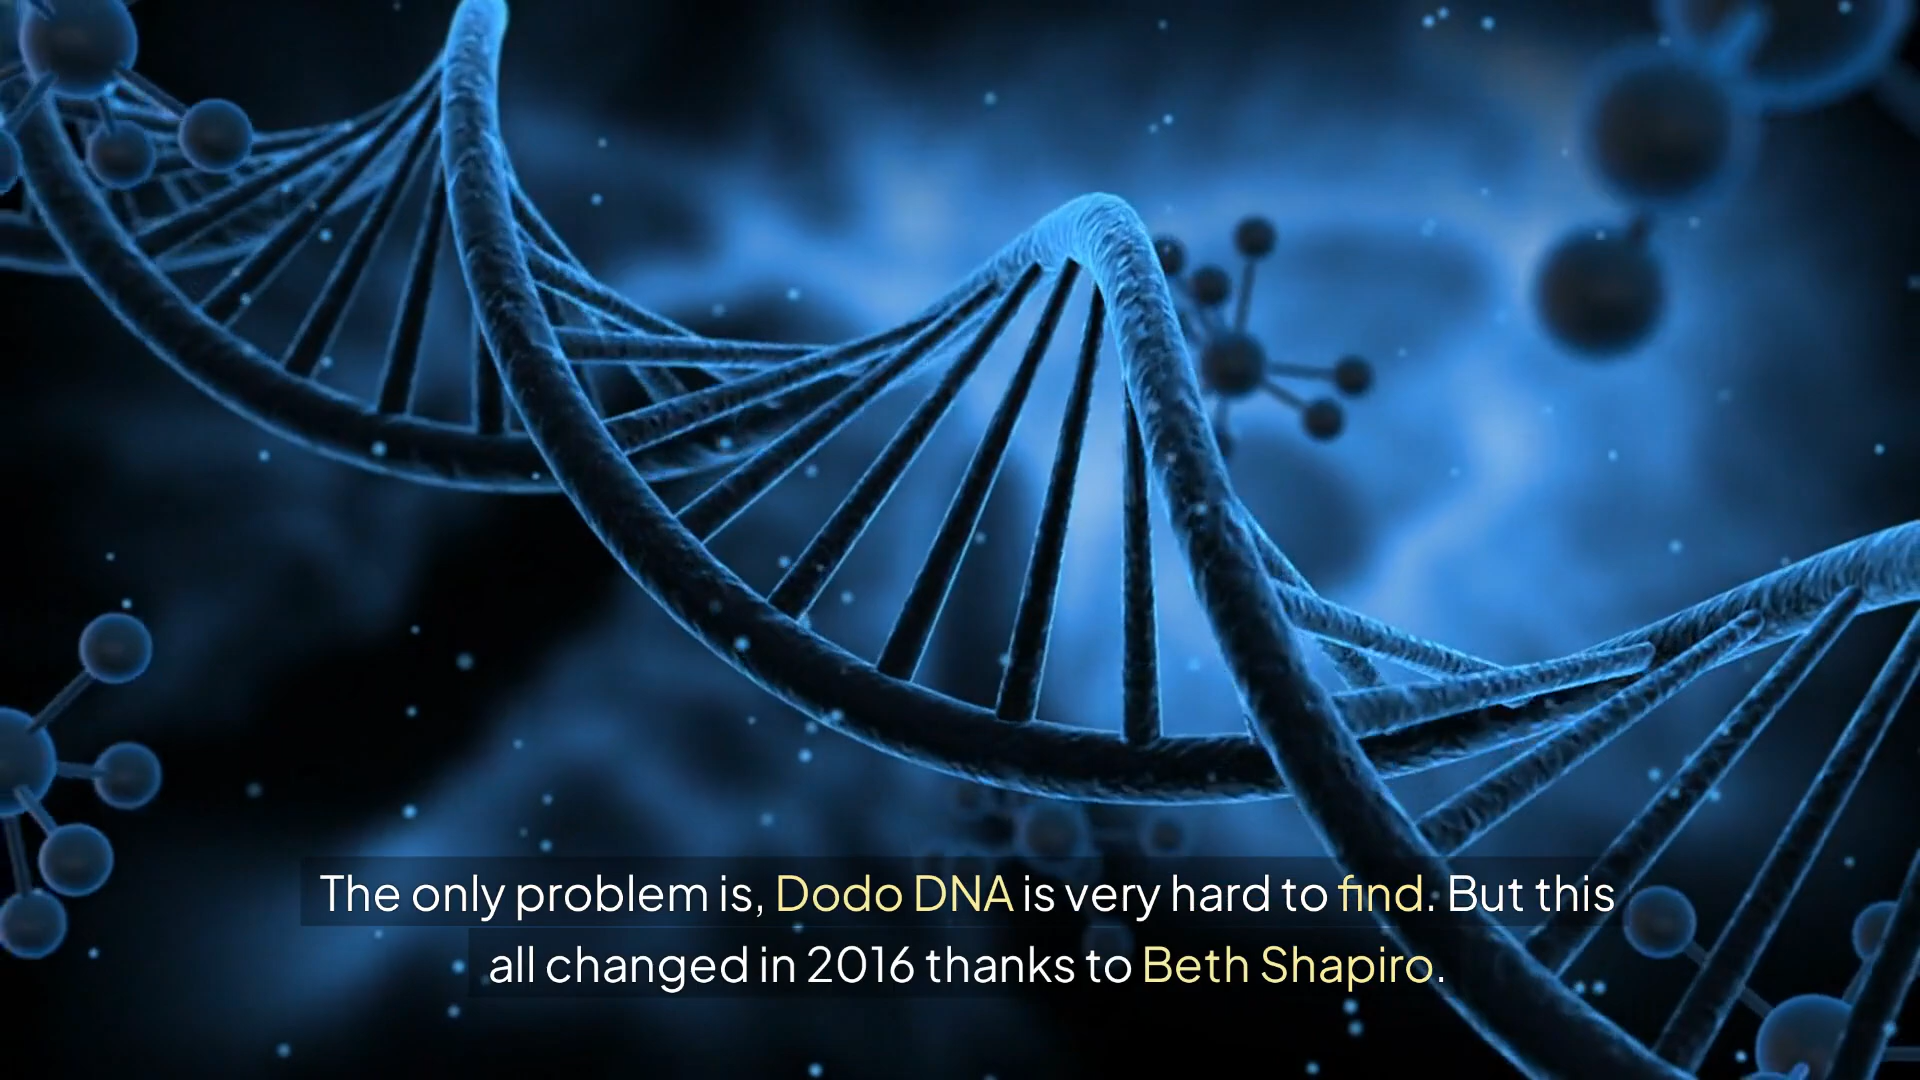 The only problem is, Dodo DNA is very hard to find. But this
all changed in 2016 thanks to Beth Shapiro.